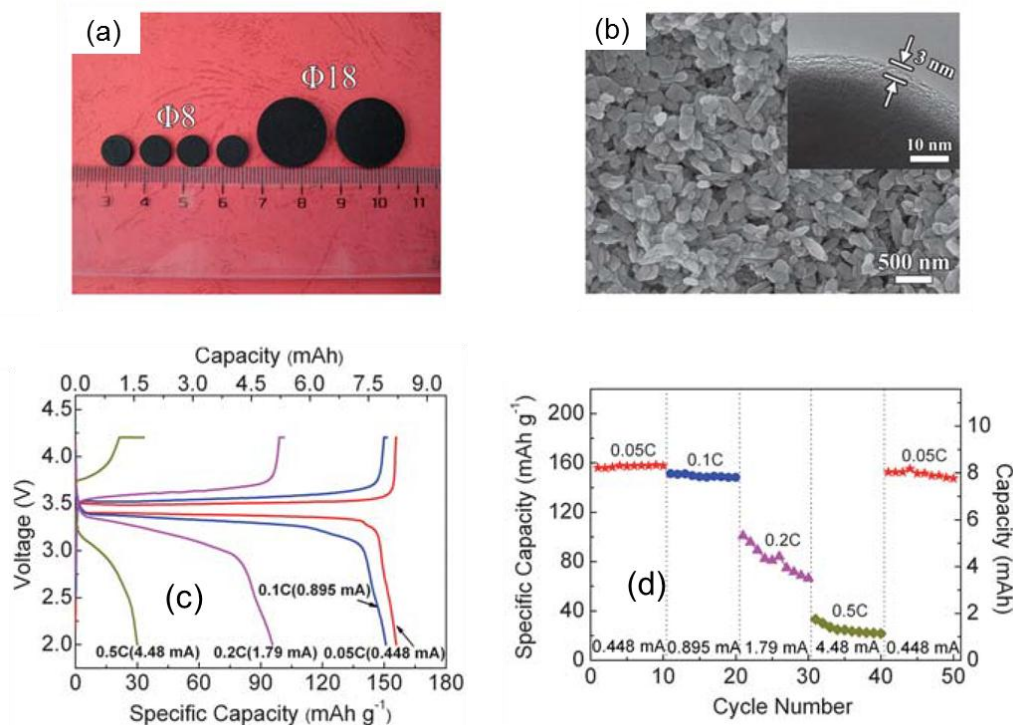 (a)
Φ8
Φ18
3 4 5 6 7 8 9 10 11
(b)
3 nm
10 nm
500 nm
Capacity (mAh)
0.0 1.5 3.0 4.5 6.0 7.5 9.0
Voltage (V)
4.5
4.0
3.5
3.0
2.5
2.0
(c)
0.1C(0.895 mA)
0.5C(4.48 mA) 0.2C(1.79 mA) 0.05C(0.448 mA)
0 30 60 90 120 150 180
Specific Capacity (mAh g⁻¹)
Specific Capacity (mAh g⁻¹)
200
160
120
80
40
0
0.05C
0.1C
0.2C
0.5C
0.05C
(d)
0.448 mA 0.895 mA 1.79 mA 4.48 mA 0.448 mA
10
8
6
4
2
0
Capacity (mAh)
0 10 20 30 40 50
Cycle Number